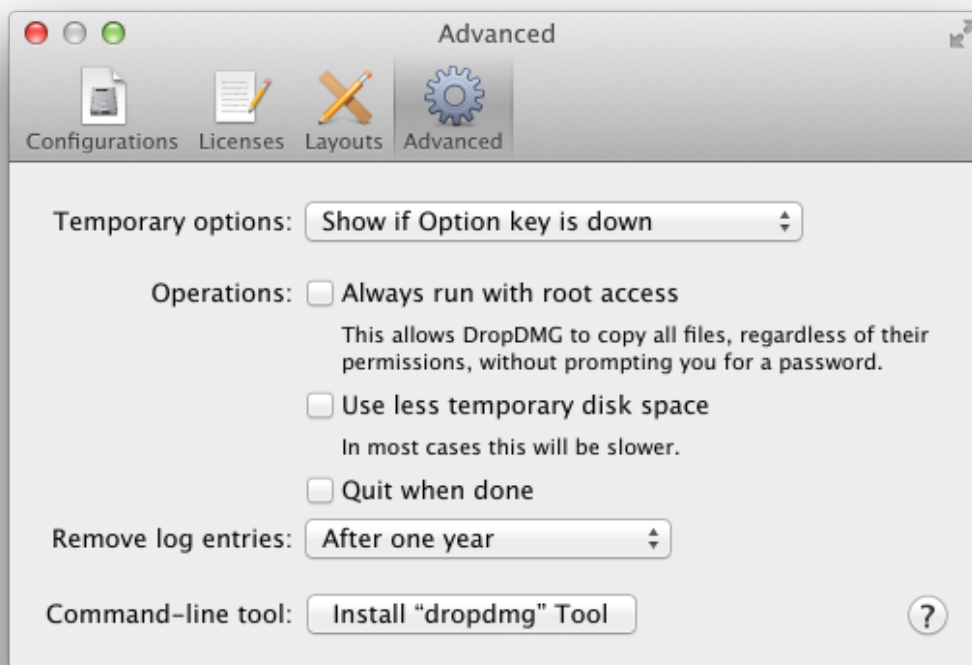 Advanced
Configurations Licenses Layouts Advanced
Temporary options: Show if Option key is down
Operations: Always run with root access
This allows DropDMG to copy all files, regardless of their
permissions, without prompting you for a password.
Use less temporary disk space
In most cases this will be slower.
Quit when done
Remove log entries: After one year
Command-line tool: Install “dropdmg” Tool ?